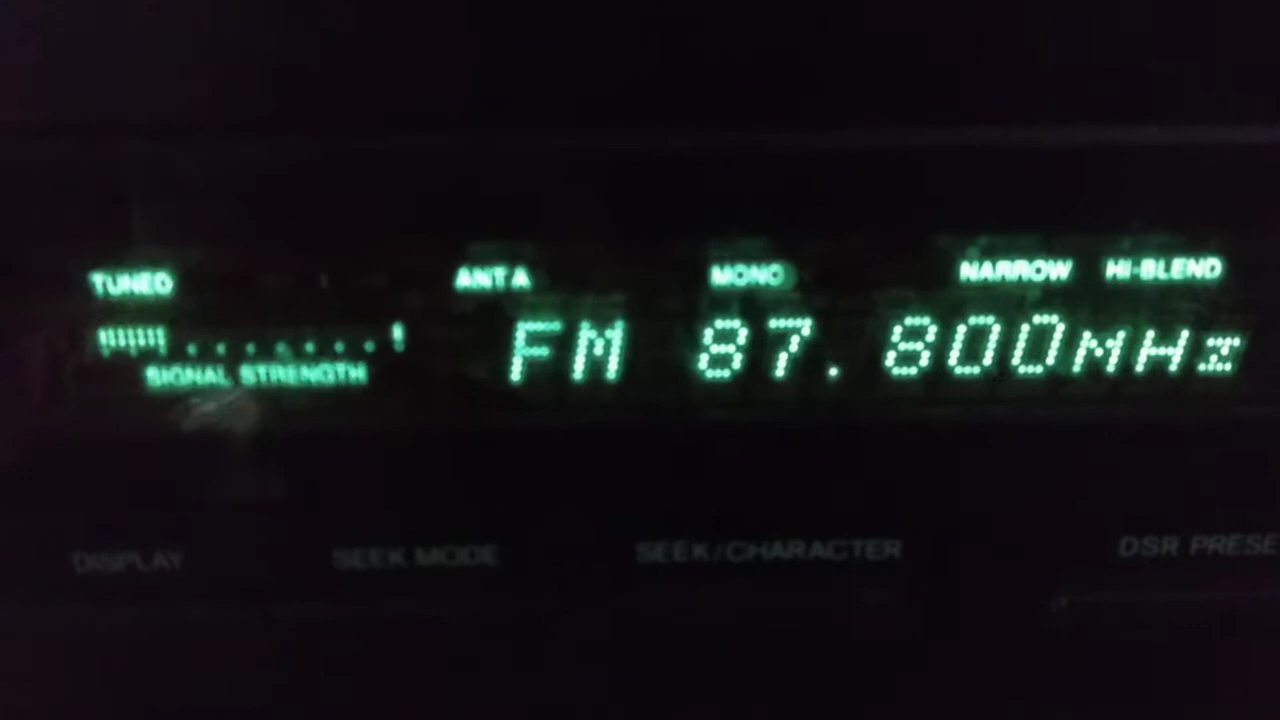 TUNED ANT A MONO NARROW HI-BLEND
FM 87.800MHz
SIGNAL STRENGTH
DISPLAY SEEK MODE SEEK/CHARACTER DSR PRESE